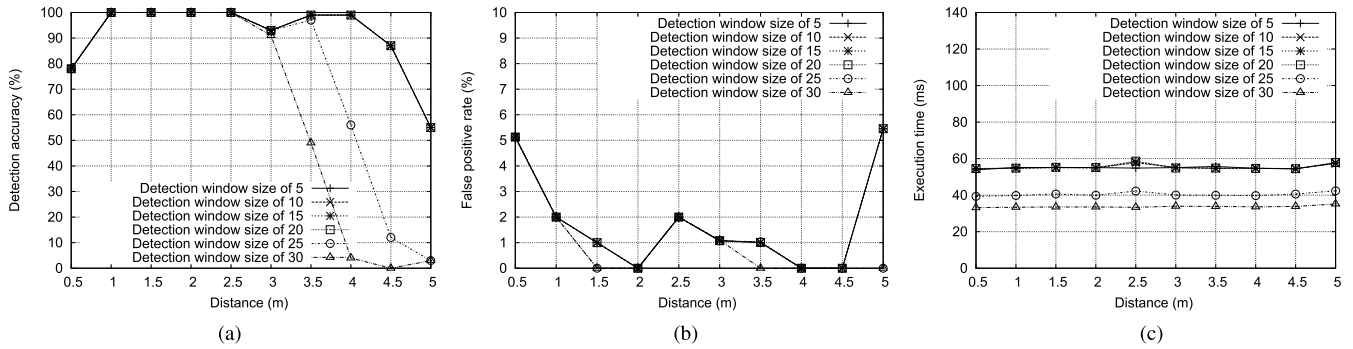 100
90
80
70
60
50
40
30
20
10
0
Detection accuracy (%)
Detection window size of 5
Detection window size of 10
Detection window size of 15
Detection window size of 20
Detection window size of 25
Detection window size of 30
0.5 1 1.5 2 2.5 3 3.5 4 4.5 5
Distance (m)
(a)
10
9
8
7
6
5
4
3
2
1
0
False positive rate (%)
Detection window size of 5
Detection window size of 10
Detection window size of 15
Detection window size of 20
Detection window size of 25
Detection window size of 30
0.5 1 1.5 2 2.5 3 3.5 4 4.5 5
Distance (m)
(b)
140
120
100
80
60
40
20
0
Execution time (ms)
Detection window size of 5
Detection window size of 10
Detection window size of 15
Detection window size of 20
Detection window size of 25
Detection window size of 30
0.5 1 1.5 2 2.5 3 3.5 4 4.5 5
Distance (m)
(c)